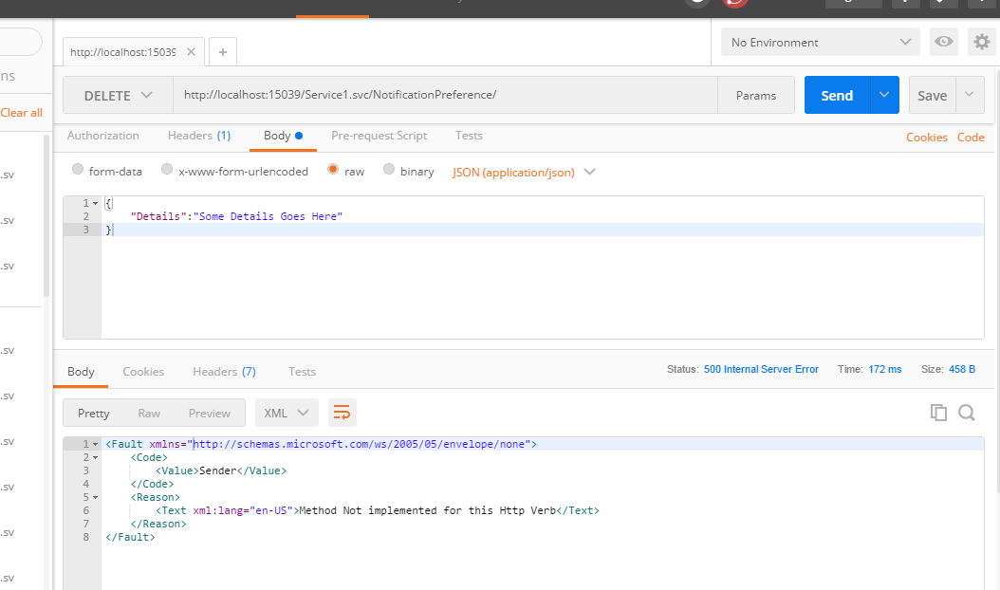 http://localhost:15039
No Environment
ns
DELETE
http://localhost:15039/Service1.svc/NotificationPreference/
Params
Send
Save
Clear all
Authorization
Headers (1)
Body
Pre-request Script
Tests
Cookies
Code
form-data
x-www-form-urlencoded
raw
binary
JSON (application/json)
.sv
.sv
.sv
1 {
2 "Details":"Some Details Goes Here"
3 }
.sv
.sv
.sv
.sv
.sv
.sv
Body
Cookies
Headers (7)
Tests
Status: 500 Internal Server Error
Time: 172 ms
Size: 458 B
Pretty
Raw
Preview
XML
1 <Fault xmlns="http://schemas.microsoft.com/ws/2005/05/envelope/none">
2 <Code>
3 <Value>Sender</Value>
4 </Code>
5 <Reason>
6 <Text xml:lang="en-US">Method Not implemented for this Http Verb</Text>
7 </Reason>
8 </Fault>